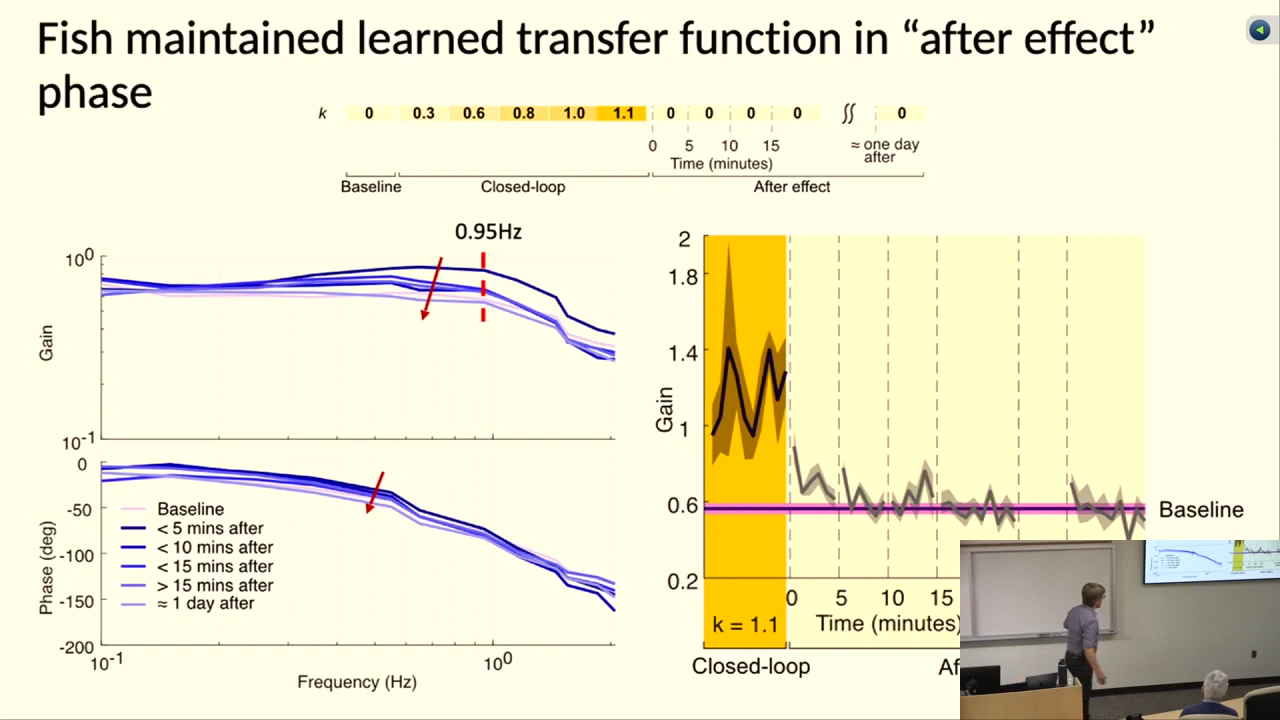 Fish maintained learned transfer function in “after effect”
phase
k 0 0.3 0.6 0.8 1.0 1.1 0 0 0 0 0
0 5 10 15
Time (minutes)
≈ one day
after
Baseline Closed-loop After effect
0.95Hz
10^0
Gain
10^-1
0
-50
-100
-150
-200
Phase (deg)
Baseline
< 5 mins after
< 10 mins after
< 15 mins after
> 15 mins after
≈ 1 day after
10^-1 10^0
Frequency (Hz)
2
1.8
1.4
1
0.6
0.2
Gain
Baseline
0 5 10 15
k = 1.1
Time (minutes)
Closed-loop